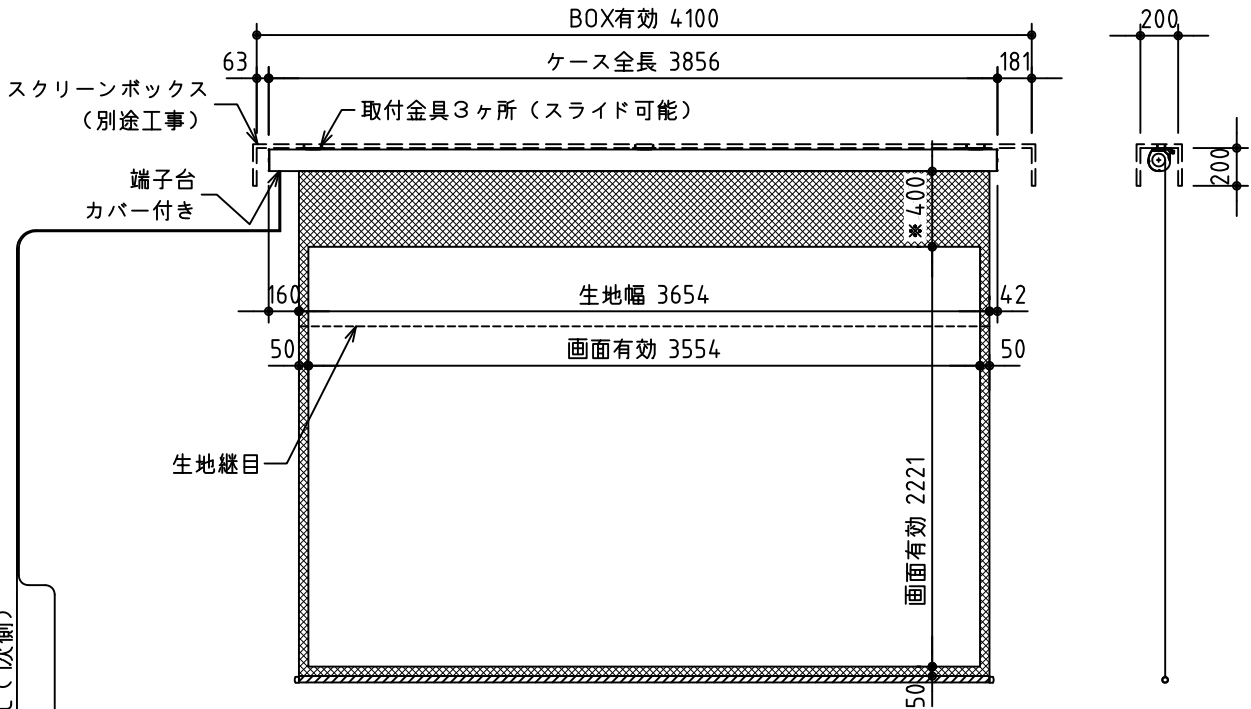 BOX有効 4100
200
63
ケース全長 3856
181
スクリーンボックス
（別途工事）
取付金具３ヶ所（スライド可能）
200
端子台
カバー付き
※ 400
160
生地幅 3654
42
50
画面有効 3554
50
生地継目
画面有効 2221
次側）
50